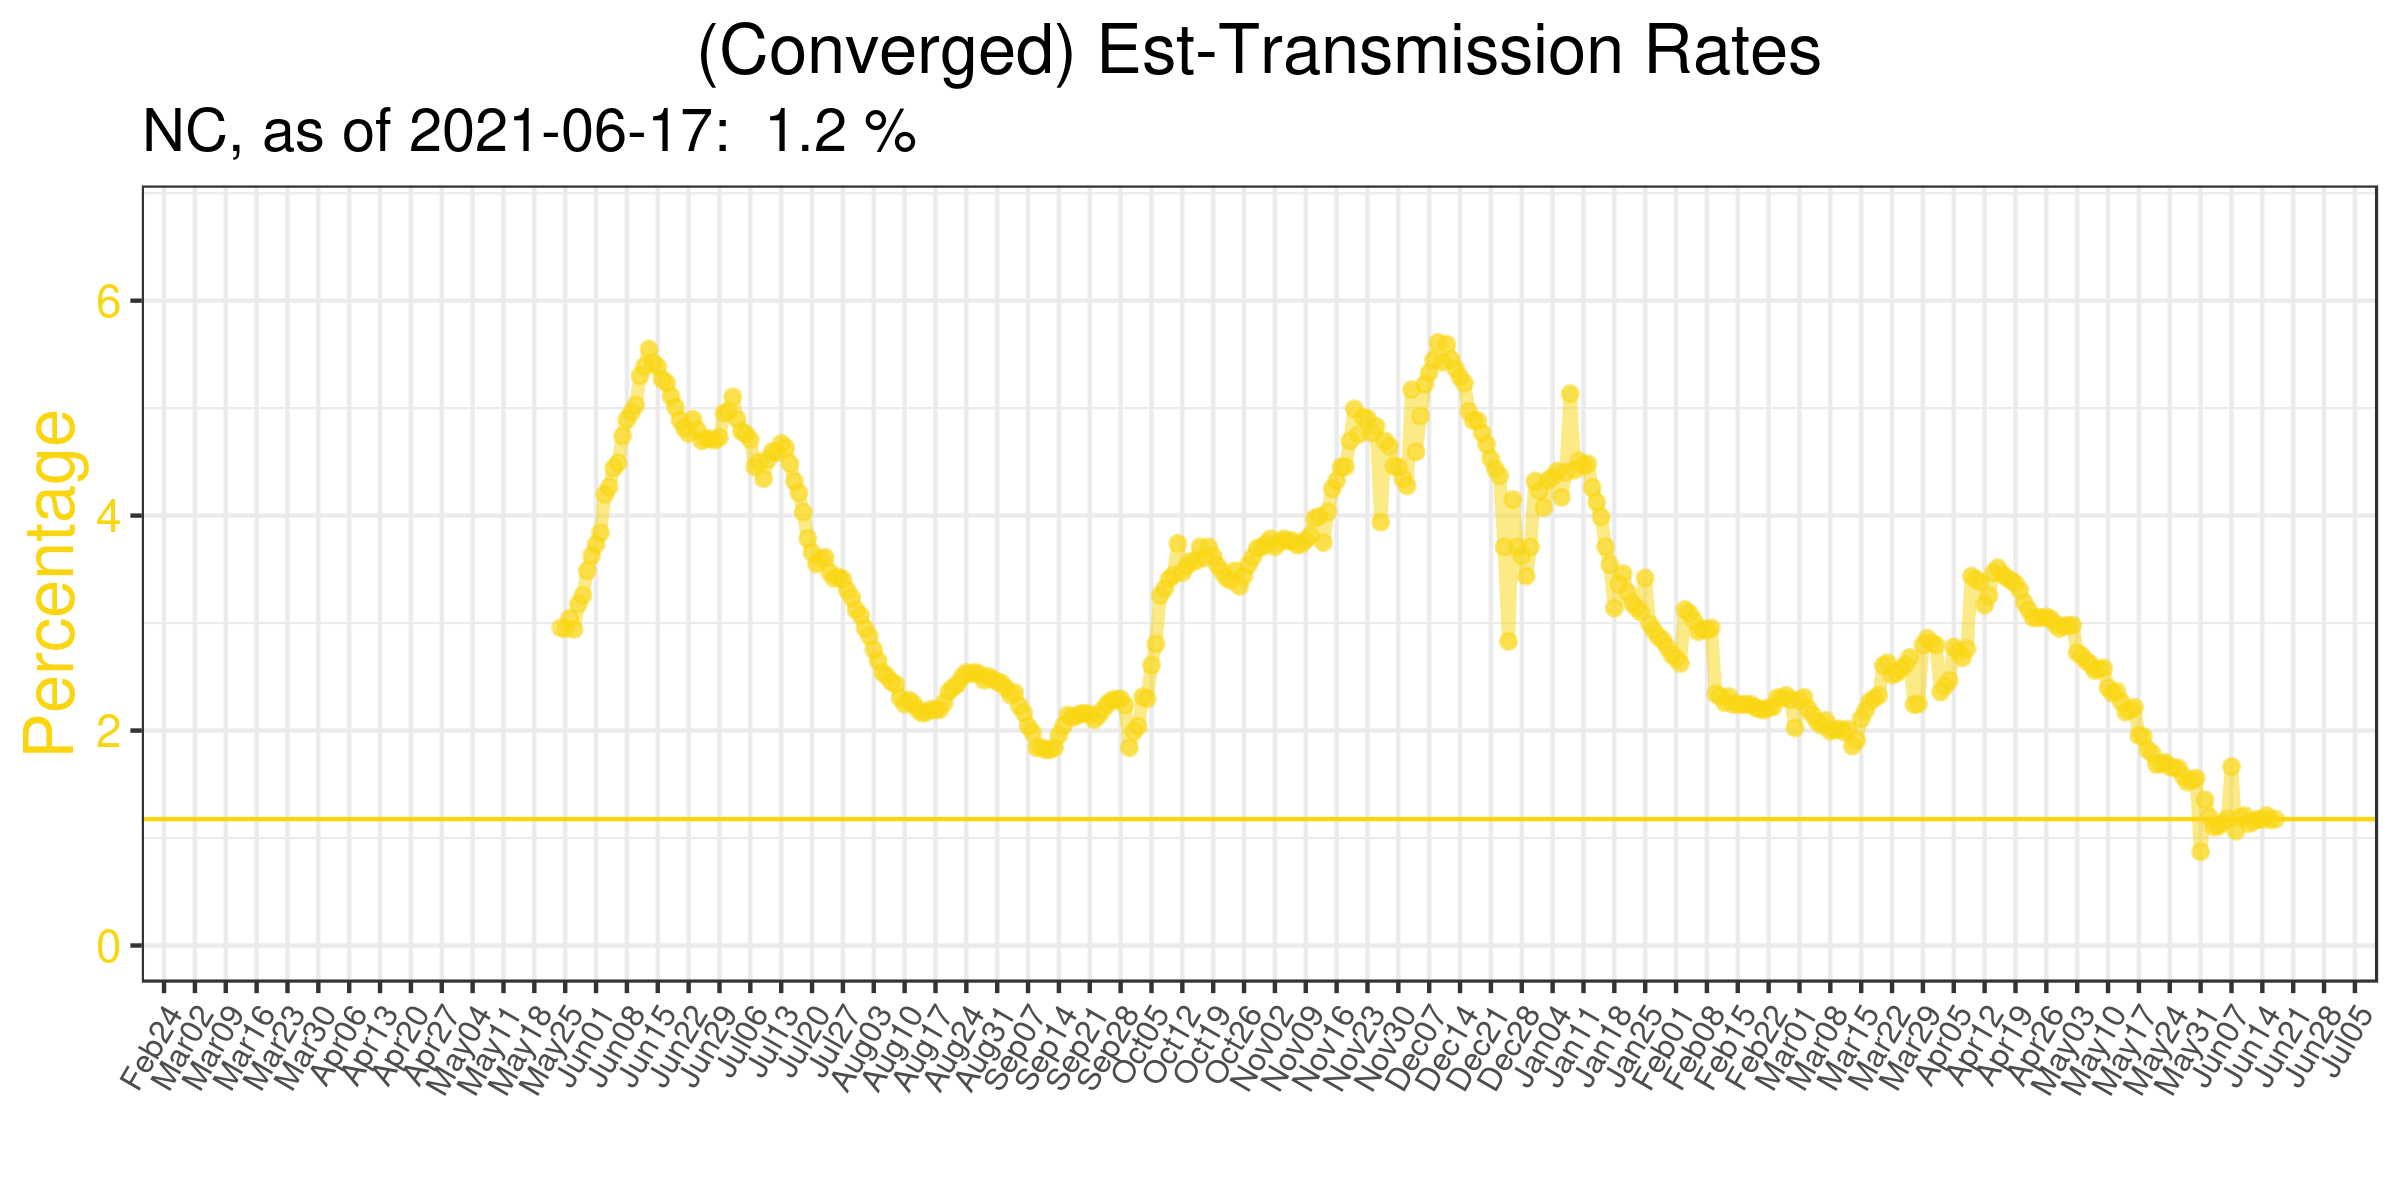 (Converged) Est-Transmission Rates
NC, as of 2021-06-17:  1.2 %
Percentage
6
4
2
0
Feb24
Mar02
Mar09
Mar16
Mar23
Mar30
Apr06
Apr13
Apr20
Apr27
May04
May11
May18
May25
Jun01
Jun08
Jun15
Jun22
Jun29
Jul06
Jul13
Jul20
Jul27
Aug03
Aug10
Aug17
Aug24
Aug31
Sep07
Sep14
Sep21
Sep28
Oct05
Oct12
Oct19
Oct26
Nov02
Nov09
Nov16
Nov23
Nov30
Dec07
Dec14
Dec21
Dec28
Jan04
Jan11
Jan18
Jan25
Feb01
Feb08
Feb15
Feb22
Mar01
Mar08
Mar15
Mar22
Mar29
Apr05
Apr12
Apr19
Apr26
May03
May10
May17
May24
May31
Jun07
Jun14
Jun21
Jun28
Jul05